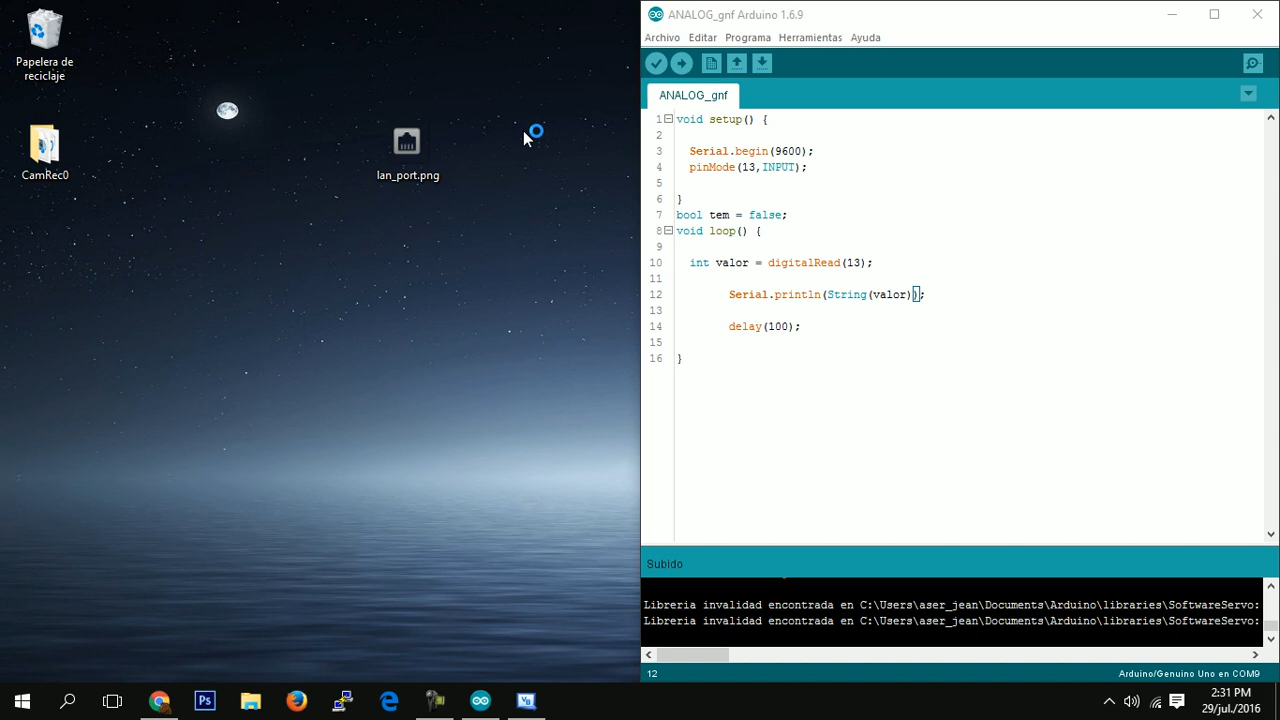 Papelera de
reciclaje
CamRec0
lan_port.png
ANALOG_gnf Arduino 1.6.9
Archivo Editar Programa Herramientas Ayuda
ANALOG_gnf
1 void setup() {
2
3 Serial.begin(9600);
4 pinMode(13,INPUT);
5
6 }
7 bool tem = false;
8 void loop() {
9
10 int valor = digitalRead(13);
11
12 Serial.println(String(valor));
13
14 delay(100);
15
16 }
Subido
Libreria invalidad encontrada en C:\Users\aser_jean\Documents\Arduino\libraries\SoftwareServo:
Libreria invalidad encontrada en C:\Users\aser_jean\Documents\Arduino\libraries\SoftwareServo:
12 Arduino/Genuino Uno en COM9
Ps
VB
2:31 PM
29/jul./2016